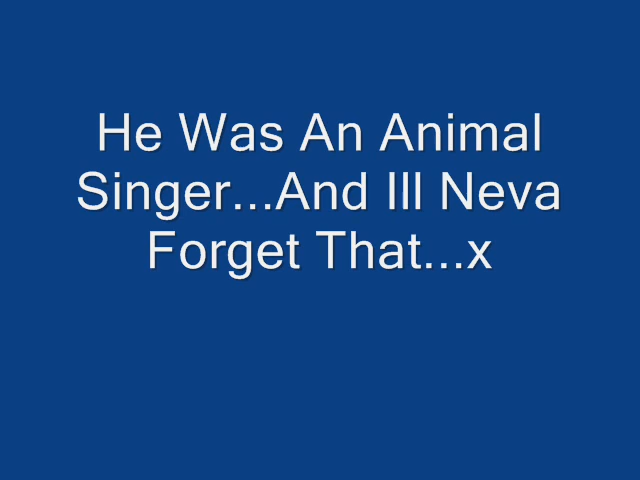 He Was An Animal
Singer...And Ill Neva
Forget That...x